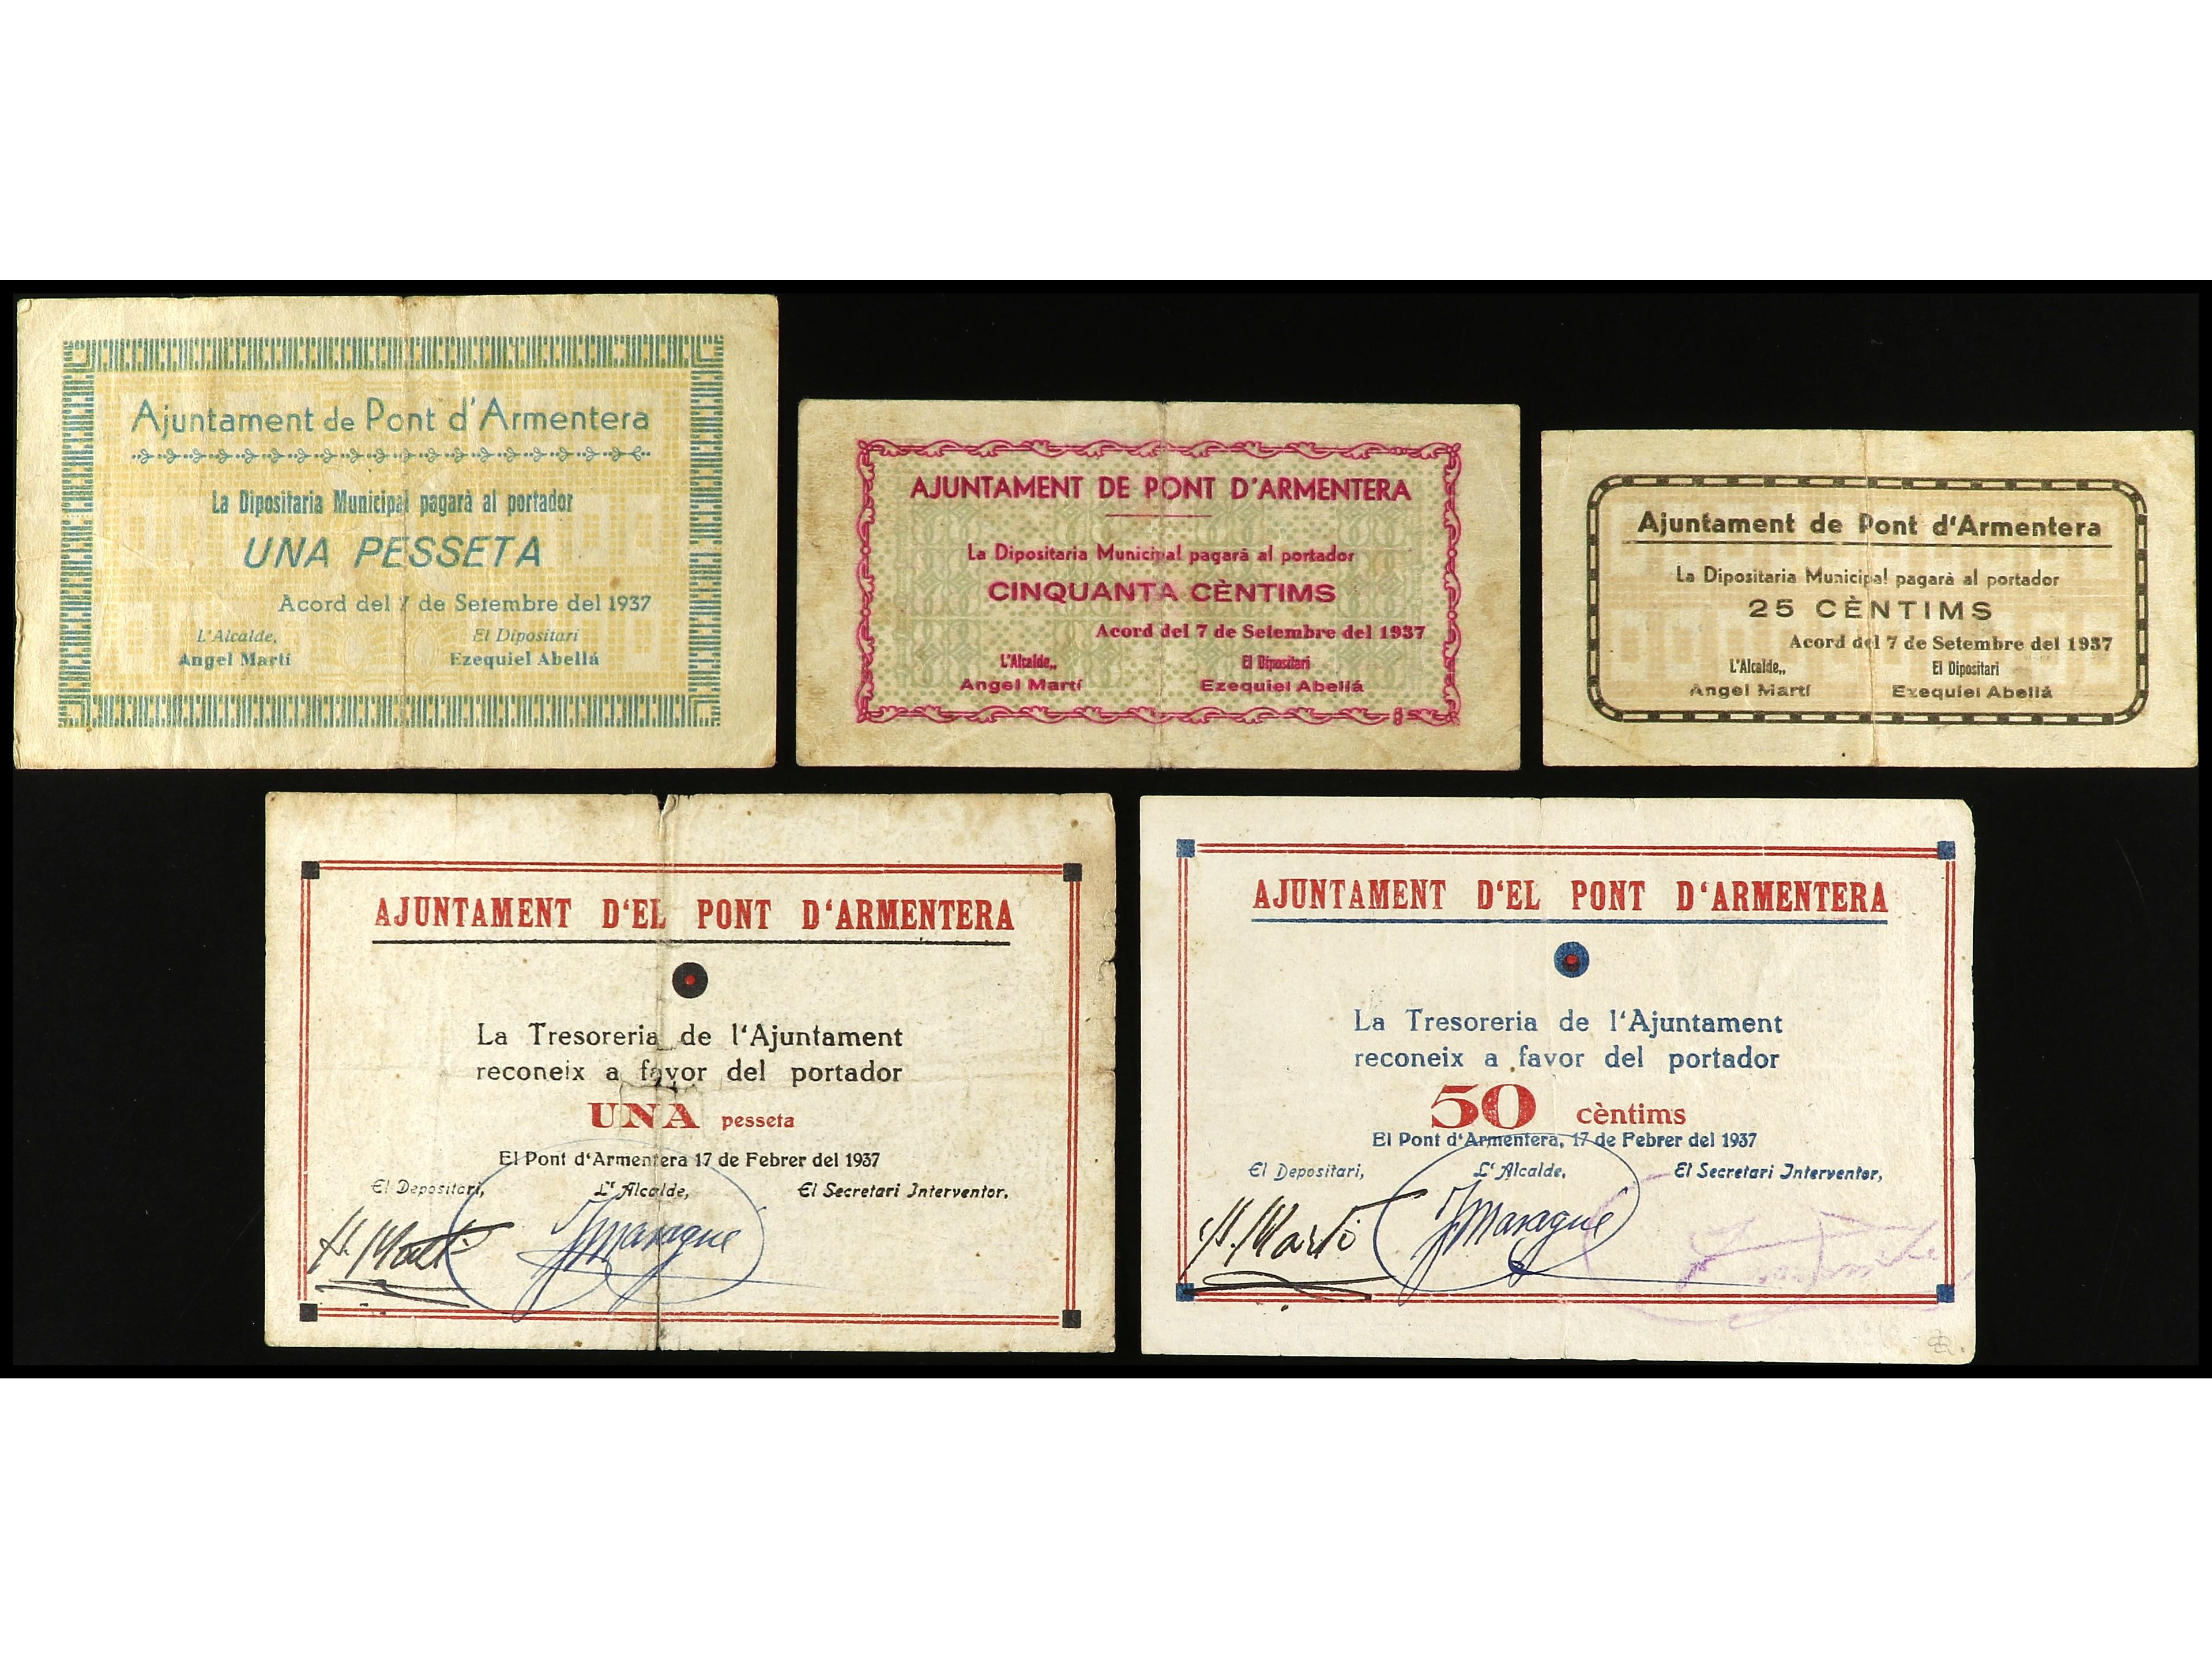 Ajuntament de Pont d'Armentera
La Dipositaria Municipal pagarà al portador
UNA PESSETA
Acord del 7 de Setembre del 1937
L'Alcalde, El Dipositari
Angel Martí Ezequiel Abellá
AJUNTAMENT DE PONT D'ARMENTERA
La Dipositaria Municipal pagarà al portador
CINQUANTA CÈNTIMS
Acord del 7 de Setembre del 1937
L'Alcalde,, El Dipositari
Angel Martí Ezequiel Abellá
Ajuntament de Pont d'Armentera
La Dipositaria Municipal pagarà al portador
25 CÈNTIMS
Acord del 7 de Setembre del 1937
L'Alcalde,, El Dipositari
Angel Martí Ezequiel Abellá
AJUNTAMENT D'EL PONT D'ARMENTERA
La Tresoreria de l'Ajuntament
reconeix a favor del portador
UNA pesseta
El Pont d'Armentera 17 de Febrer del 1937
El Depositari, L'Alcalde, El Secretari Interventor,
AJUNTAMENT D'EL PONT D'ARMENTERA
La Tresoreria de l'Ajuntament
reconeix a favor del portador
50 cèntims
El Pont d'Armentera, 17 de Febrer del 1937
El Depositari, L'Alcalde, El Secretari Interventor,
H. Martí